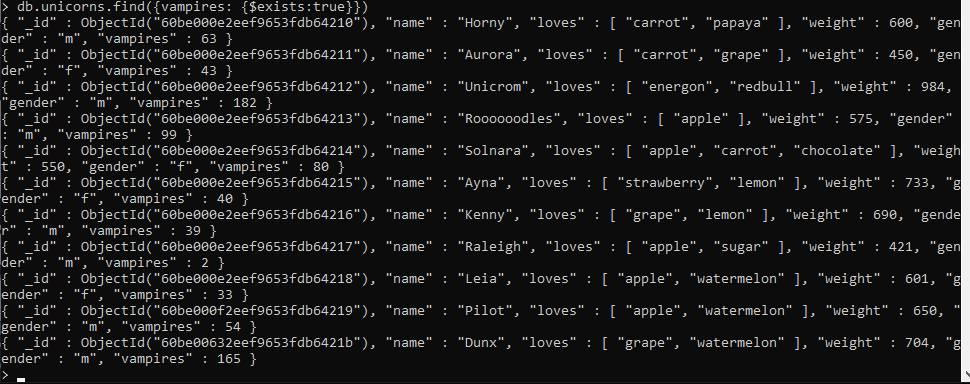 > db.unicorns.find({vampires: {$exists:true}})
{ "_id" : ObjectId("60be000e2eef9653fdb64210"), "name" : "Horny", "loves" : [ "carrot", "papaya" ], "weight" : 600, "gen
der" : "m", "vampires" : 63 }
{ "_id" : ObjectId("60be000e2eef9653fdb64211"), "name" : "Aurora", "loves" : [ "carrot", "grape" ], "weight" : 450, "gen
der" : "f", "vampires" : 43 }
{ "_id" : ObjectId("60be000e2eef9653fdb64212"), "name" : "Unicrom", "loves" : [ "energon", "redbull" ], "weight" : 984,
"gender" : "m", "vampires" : 182 }
{ "_id" : ObjectId("60be000e2eef9653fdb64213"), "name" : "Roooooodles", "loves" : [ "apple" ], "weight" : 575, "gender"
: "m", "vampires" : 99 }
{ "_id" : ObjectId("60be000e2eef9653fdb64214"), "name" : "Solnara", "loves" : [ "apple", "carrot", "chocolate" ], "weigh
t" : 550, "gender" : "f", "vampires" : 80 }
{ "_id" : ObjectId("60be000e2eef9653fdb64215"), "name" : "Ayna", "loves" : [ "strawberry", "lemon" ], "weight" : 733, "g
ender" : "f", "vampires" : 40 }
{ "_id" : ObjectId("60be000e2eef9653fdb64216"), "name" : "Kenny", "loves" : [ "grape", "lemon" ], "weight" : 690, "gende
r" : "m", "vampires" : 39 }
{ "_id" : ObjectId("60be000e2eef9653fdb64217"), "name" : "Raleigh", "loves" : [ "apple", "sugar" ], "weight" : 421, "gen
der" : "m", "vampires" : 2 }
{ "_id" : ObjectId("60be000e2eef9653fdb64218"), "name" : "Leia", "loves" : [ "apple", "watermelon" ], "weight" : 601, "g
ender" : "f", "vampires" : 33 }
{ "_id" : ObjectId("60be000f2eef9653fdb64219"), "name" : "Pilot", "loves" : [ "apple", "watermelon" ], "weight" : 650, "
gender" : "m", "vampires" : 54 }
{ "_id" : ObjectId("60be00632eef9653fdb6421b"), "name" : "Dunx", "loves" : [ "grape", "watermelon" ], "weight" : 704, "g
ender" : "m", "vampires" : 165 }
>